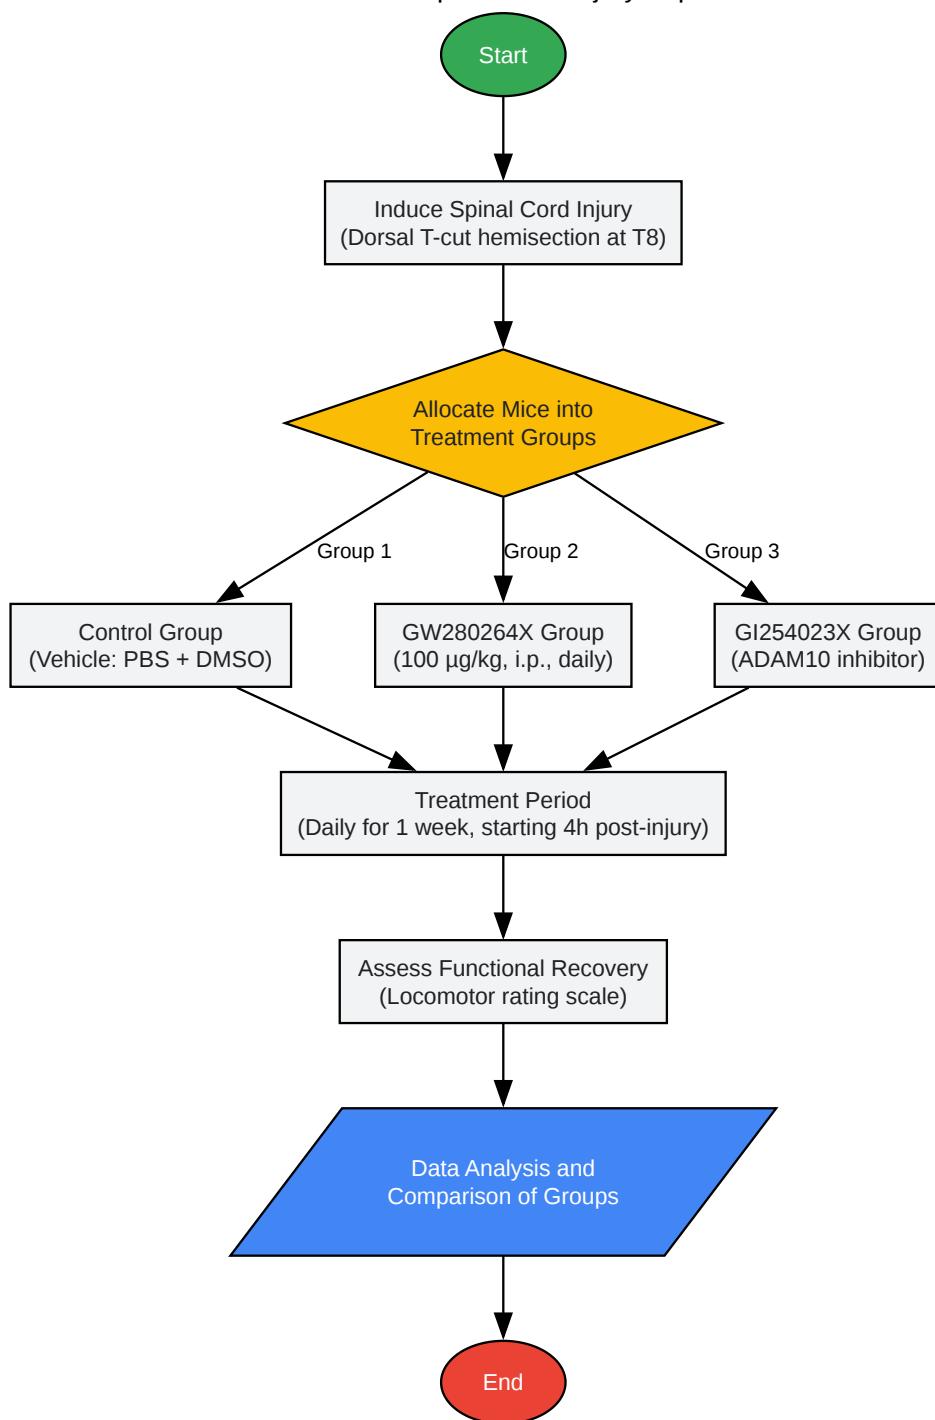 Start
Induce Spinal Cord Injury
(Dorsal T-cut hemisection at T8)
Allocate Mice into
Treatment Groups
Group 1
Group 2
Group 3
Control Group
(Vehicle: PBS + DMSO)
GW280264X Group
(100 µg/kg, i.p., daily)
GI254023X Group
(ADAM10 inhibitor)
Treatment Period
(Daily for 1 week, starting 4h post-injury)
Assess Functional Recovery
(Locomotor rating scale)
Data Analysis and
Comparison of Groups
End